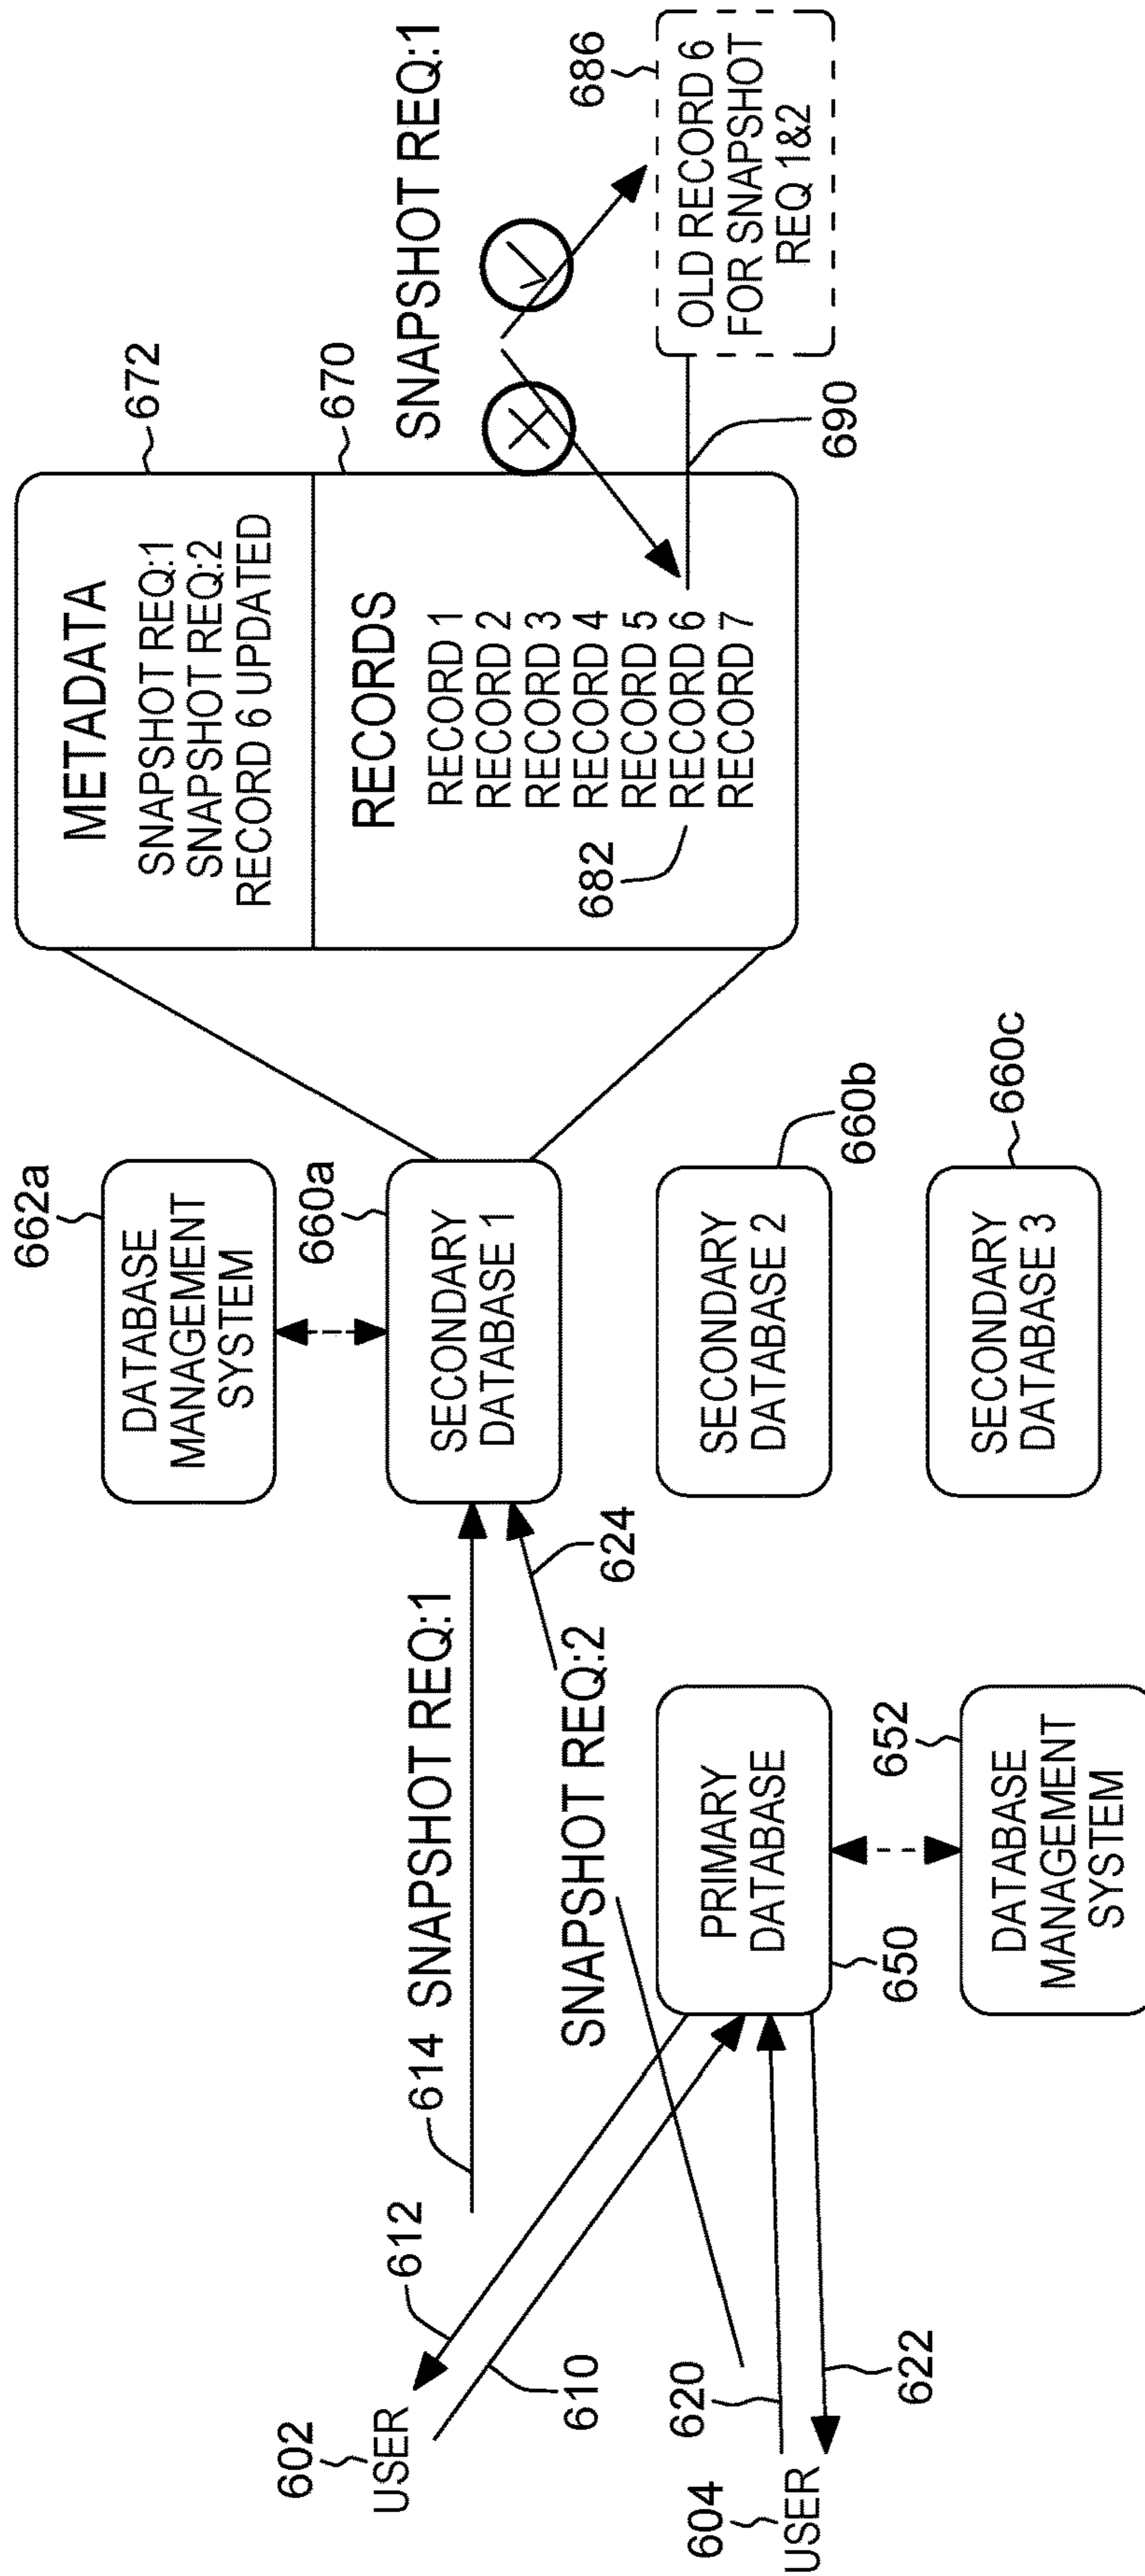 602
USER
604
USER
612
610
620
622
614
SNAPSHOT REQ:1
SNAPSHOT REQ:2
624
PRIMARY
DATABASE
650
652
DATABASE
MANAGEMENT
SYSTEM
662a
DATABASE
MANAGEMENT
SYSTEM
660a
SECONDARY
DATABASE 1
SECONDARY
DATABASE 2
660b
SECONDARY
DATABASE 3
660c
METADATA
SNAPSHOT REQ:1
SNAPSHOT REQ:2
RECORD 6 UPDATED
672
670
RECORDS
RECORD 1
RECORD 2
RECORD 3
RECORD 4
RECORD 5
RECORD 6
RECORD 7
682
690
SNAPSHOT REQ:1
686
OLD RECORD 6
FOR SNAPSHOT
REQ 1&2